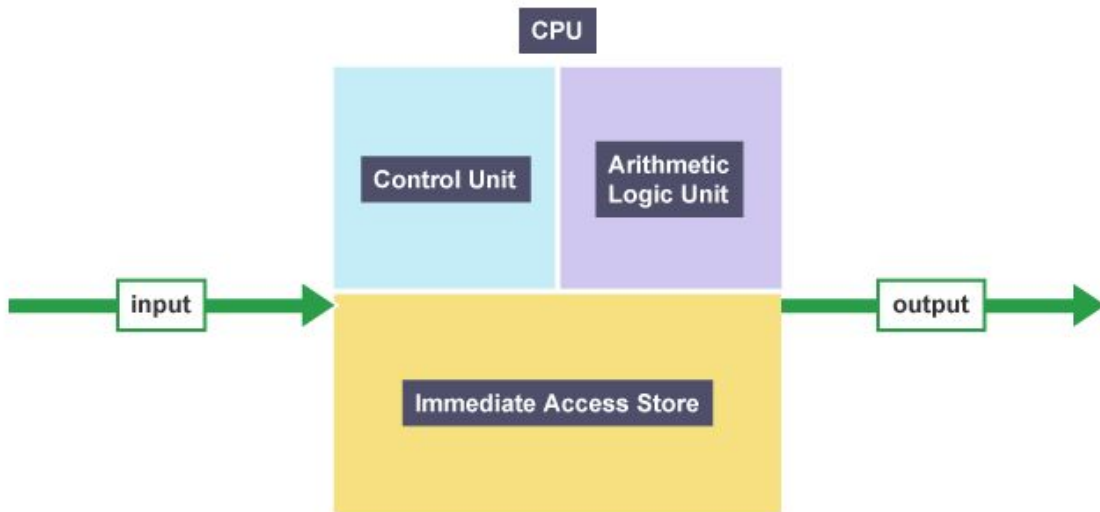 CPU
Control Unit
Arithmetic
Logic Unit
input
output
Immediate Access Store